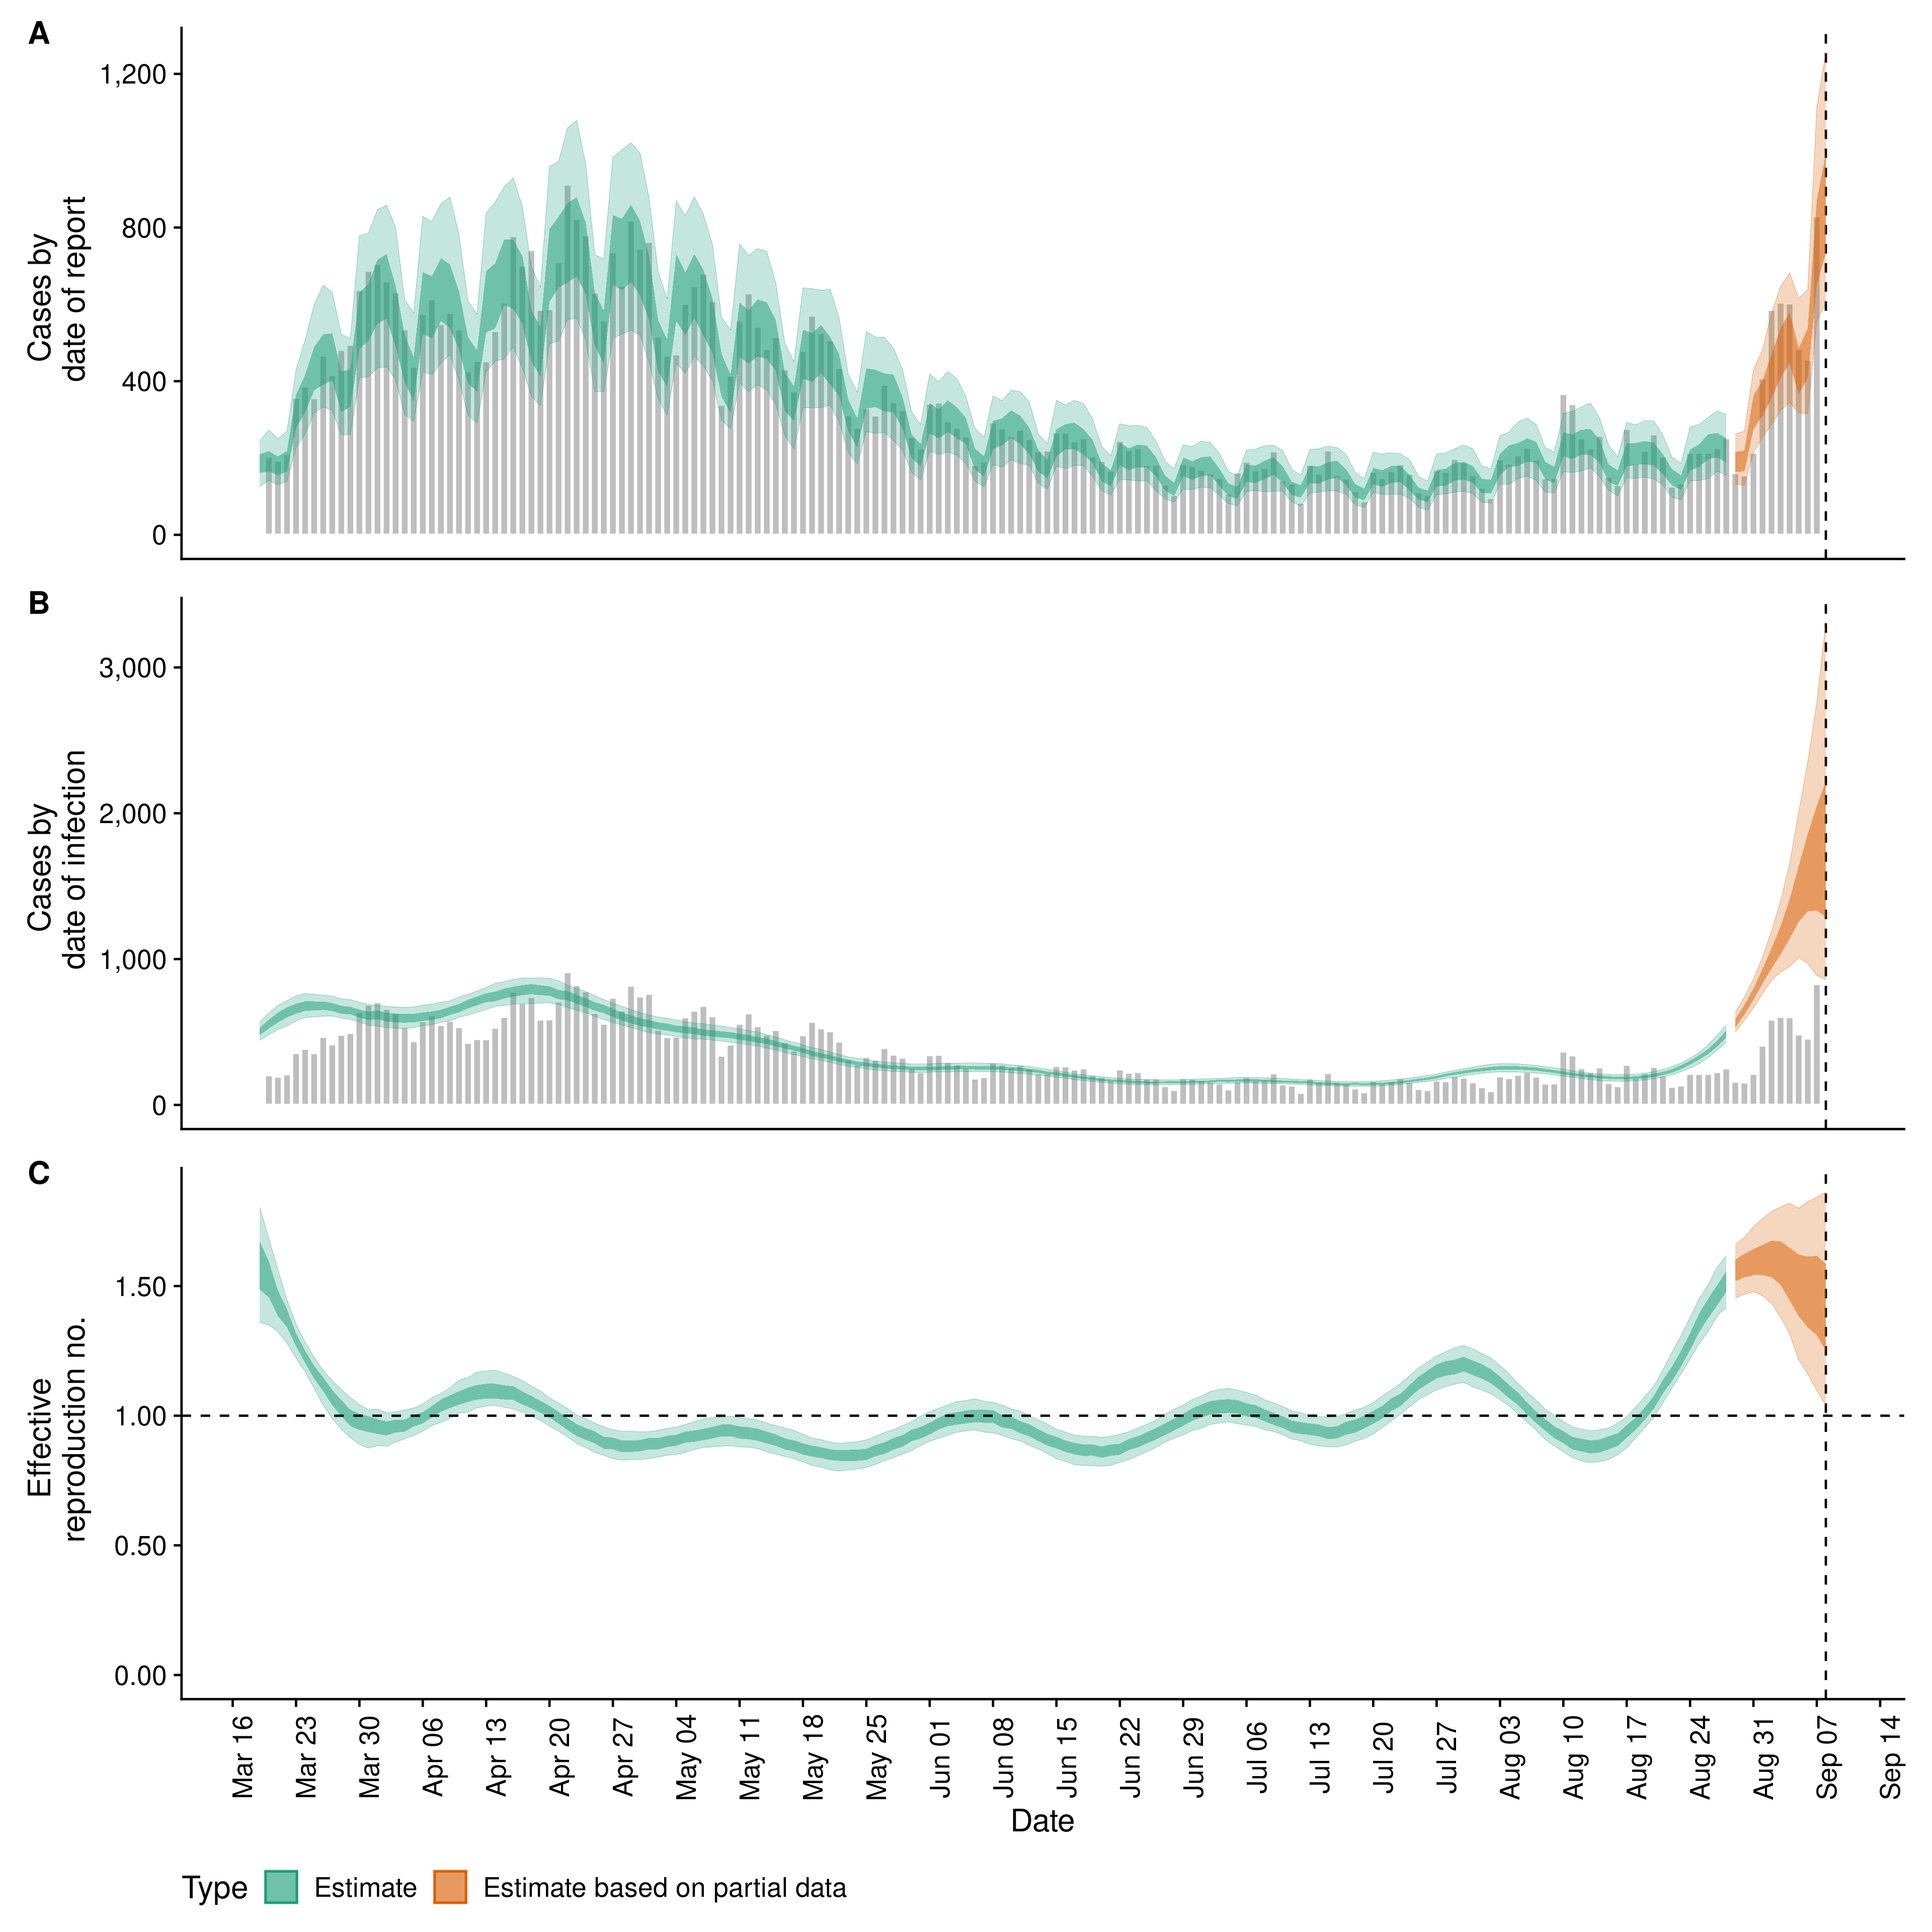 A
Cases by
date of report
1,200
800
400
0
B
Cases by
date of infection
3,000
2,000
1,000
0
C
Effective
reproduction no.
1.50
1.00
0.50
0.00
Mar 16
Mar 23
Mar 30
Apr 06
Apr 13
Apr 20
Apr 27
May 04
May 11
May 18
May 25
Jun 01
Jun 08
Jun 15
Jun 22
Jun 29
Jul 06
Jul 13
Jul 20
Jul 27
Aug 03
Aug 10
Aug 17
Aug 24
Aug 31
Sep 07
Sep 14
Date
Type Estimate Estimate based on partial data